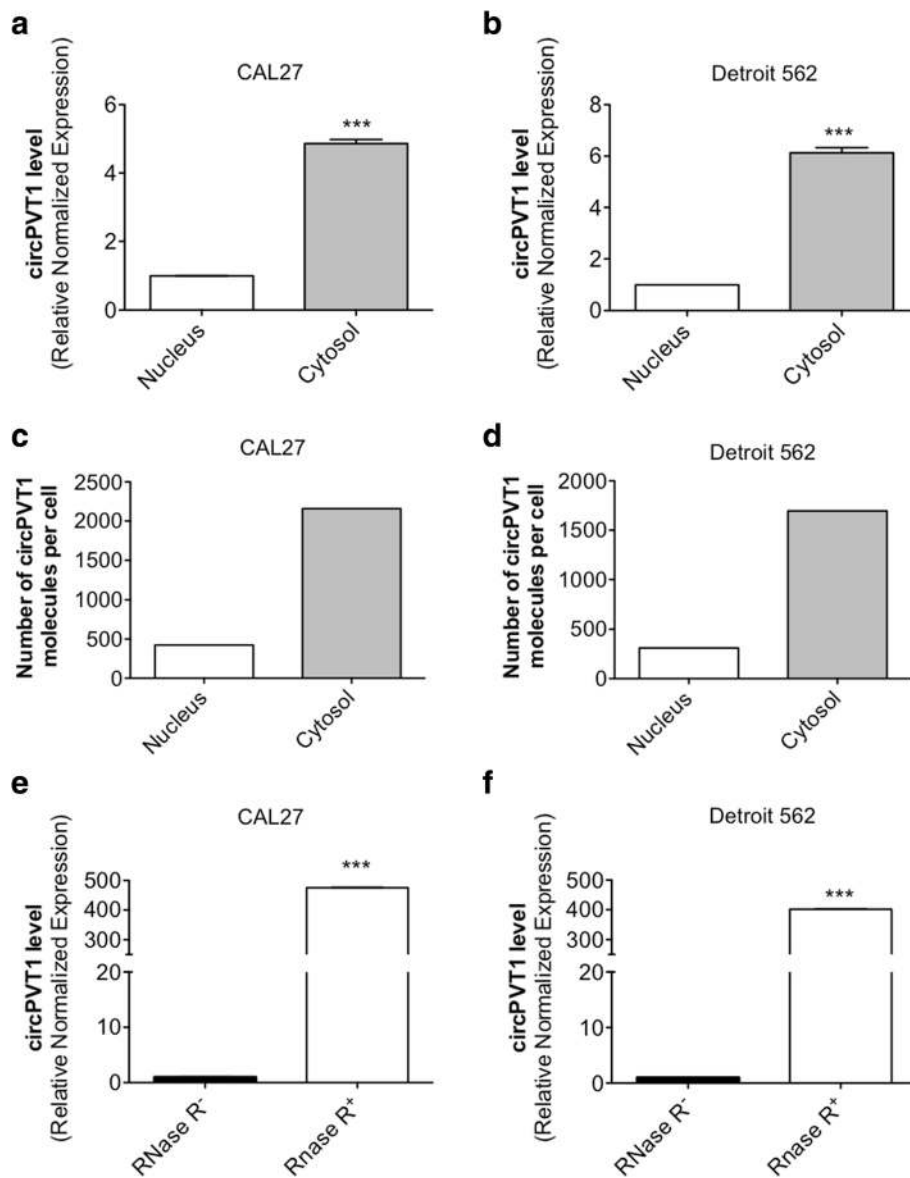 a
CAL27
circPVT1 level
(Relative Normalized Expression)
6
4
2
0
***
Nucleus
Cytosol
b
Detroit 562
circPVT1 level
(Relative Normalized Expression)
8
6
4
2
0
***
Nucleus
Cytosol
c
CAL27
Number of circPVT1
molecules per cell
2500
2000
1500
1000
500
0
Nucleus
Cytosol
d
Detroit 562
Number of circPVT1
molecules per cell
2000
1500
1000
500
0
Nucleus
Cytosol
e
CAL27
circPVT1 level
(Relative Normalized Expression)
500
400
300
20
10
0
***
RNase R⁻
Rnase R⁺
f
Detroit 562
circPVT1 level
(Relative Normalized Expression)
500
400
300
20
10
0
***
RNase R⁻
Rnase R⁺